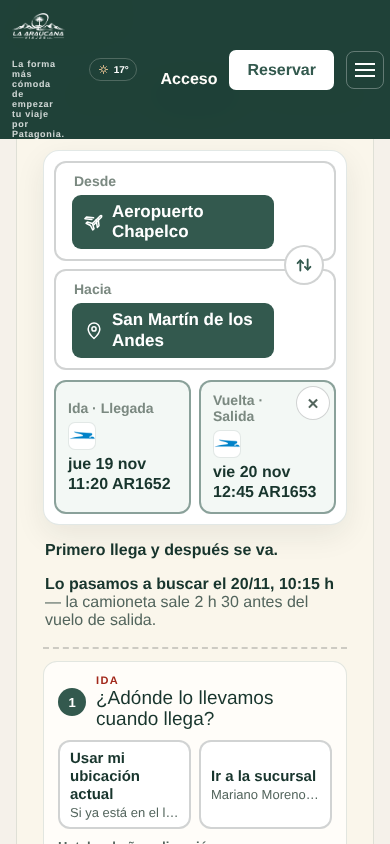 LA ARAUCANA
VIAJES
La forma
más
cómoda
de
empezar
tu viaje
por
Patagonia.
17°
Acceso
Reservar
Desde
Aeropuerto
Chapelco
Hacia
San Martín de los
Andes
Ida · Llegada
jue 19 nov
11:20 AR1652
Vuelta ·
Salida
vie 20 nov
12:45 AR1653
Primero llega y después se va.
Lo pasamos a buscar el 20/11, 10:15 h
— la camioneta sale 2 h 30 antes del
vuelo de salida.
IDA
1
¿Adónde lo llevamos
cuando llega?
Usar mi
ubicación
actual
Si ya está en el l…
Ir a la sucursal
Mariano Moreno…